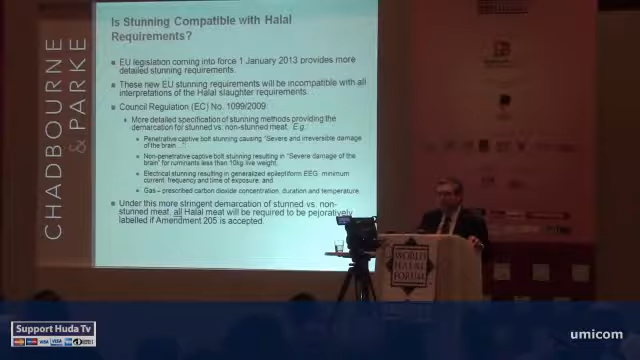 Is Stunning Compatible with Halal
Requirements?
EU legislation coming into force 1 January 2013 provides more
detailed stunning requirements.
These new EU stunning requirements will be incompatible with all
interpretations of the Halal slaughter requirements.
Council Regulation (EC) No. 1099/2009:
More detailed specification of stunning methods providing the
demarcation for stunned vs. non-stunned meat. E.g.:
Penetrative captive bolt stunning causing "Severe and irreversible damage
of the brain..."
Non-penetrative captive bolt stunning resulting in "Severe damage of the
brain" for ruminants less than 10kg live weight.
Electrical stunning resulting in generalized epileptiform EEG: minimum
current, frequency and time of exposure; and
Gas – prescribed carbon dioxide concentration, duration and temperature.
Under this more stringent demarcation of stunned vs. non-
stunned meat, all Halal meat will be required to be pejoratively
labelled if Amendment 205 is accepted.
CHADBOURNE
& PARKE
WORLD
HALAL
FORUM
Support Huda Tv
VISA
VISA
umicom